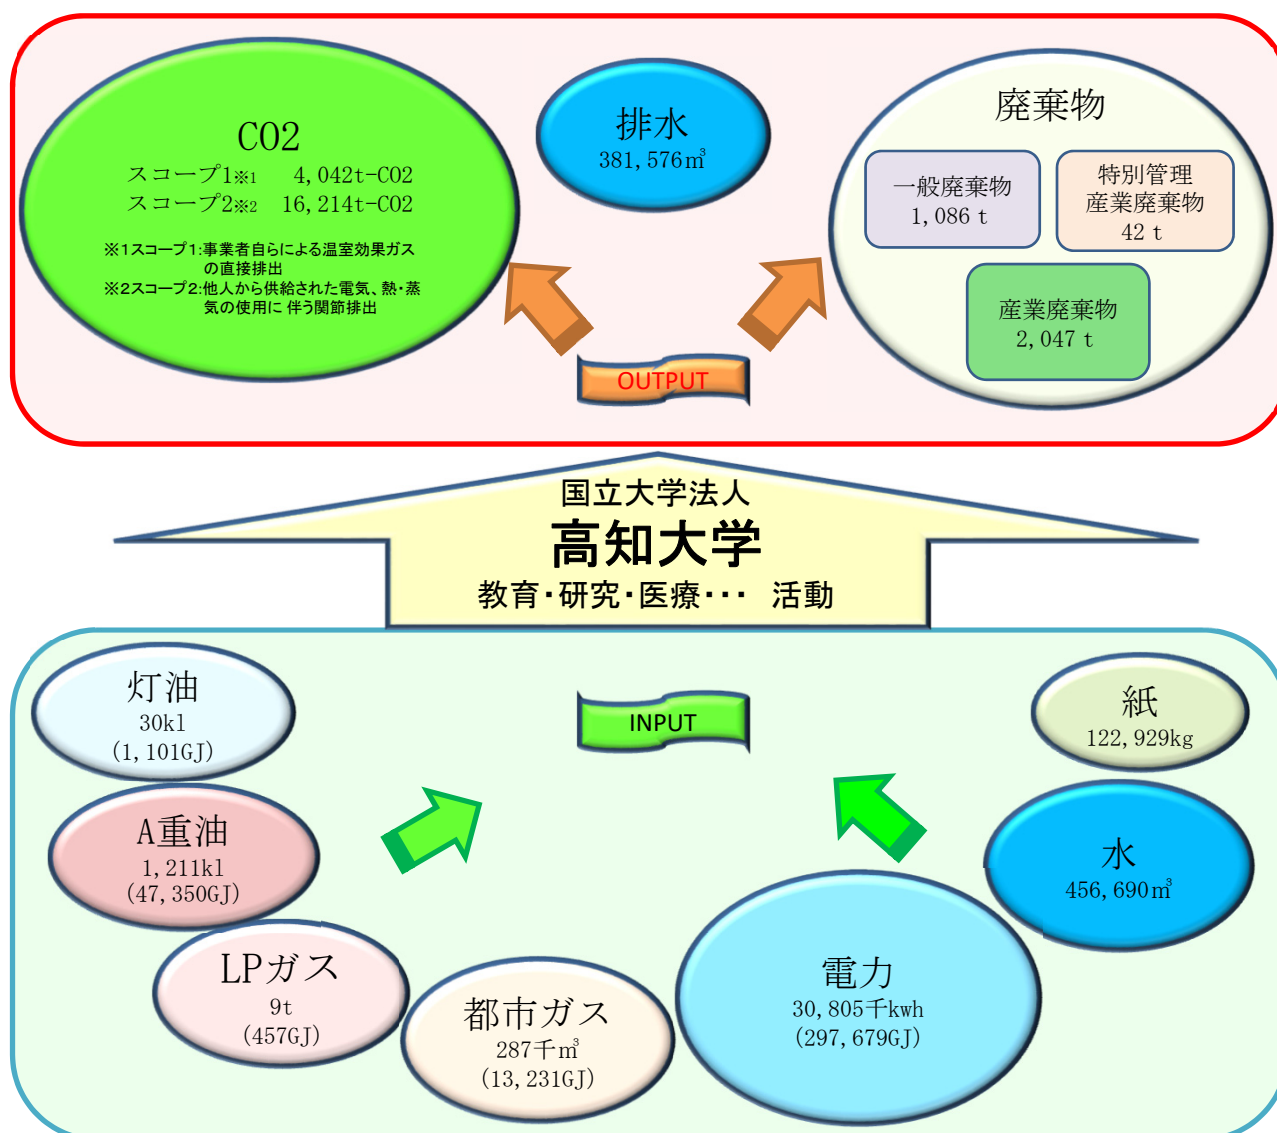 CO2
スコープ1※1 4,042t-CO2
スコープ2※2 16,214t-CO2
※1スコープ1:事業者自らによる温室効果ガス
の直接排出
※2スコープ2:他人から供給された電気、熱・蒸
気の使用に 伴う関節排出
排水
381,576㎥
廃棄物
一般廃棄物
1,086 t
特別管理
産業廃棄物
42 t
産業廃棄物
2,047 t
OUTPUT
国立大学法人
高知大学
教育・研究・医療・・・ 活動
INPUT
灯油
30kl
(1,101GJ)
A重油
1,211kl
(47,350GJ)
LPガス
9t
(457GJ)
都市ガス
287千㎥
(13,231GJ)
電力
30,805千kwh
(297,679GJ)
紙
122,929kg
水
456,690㎥